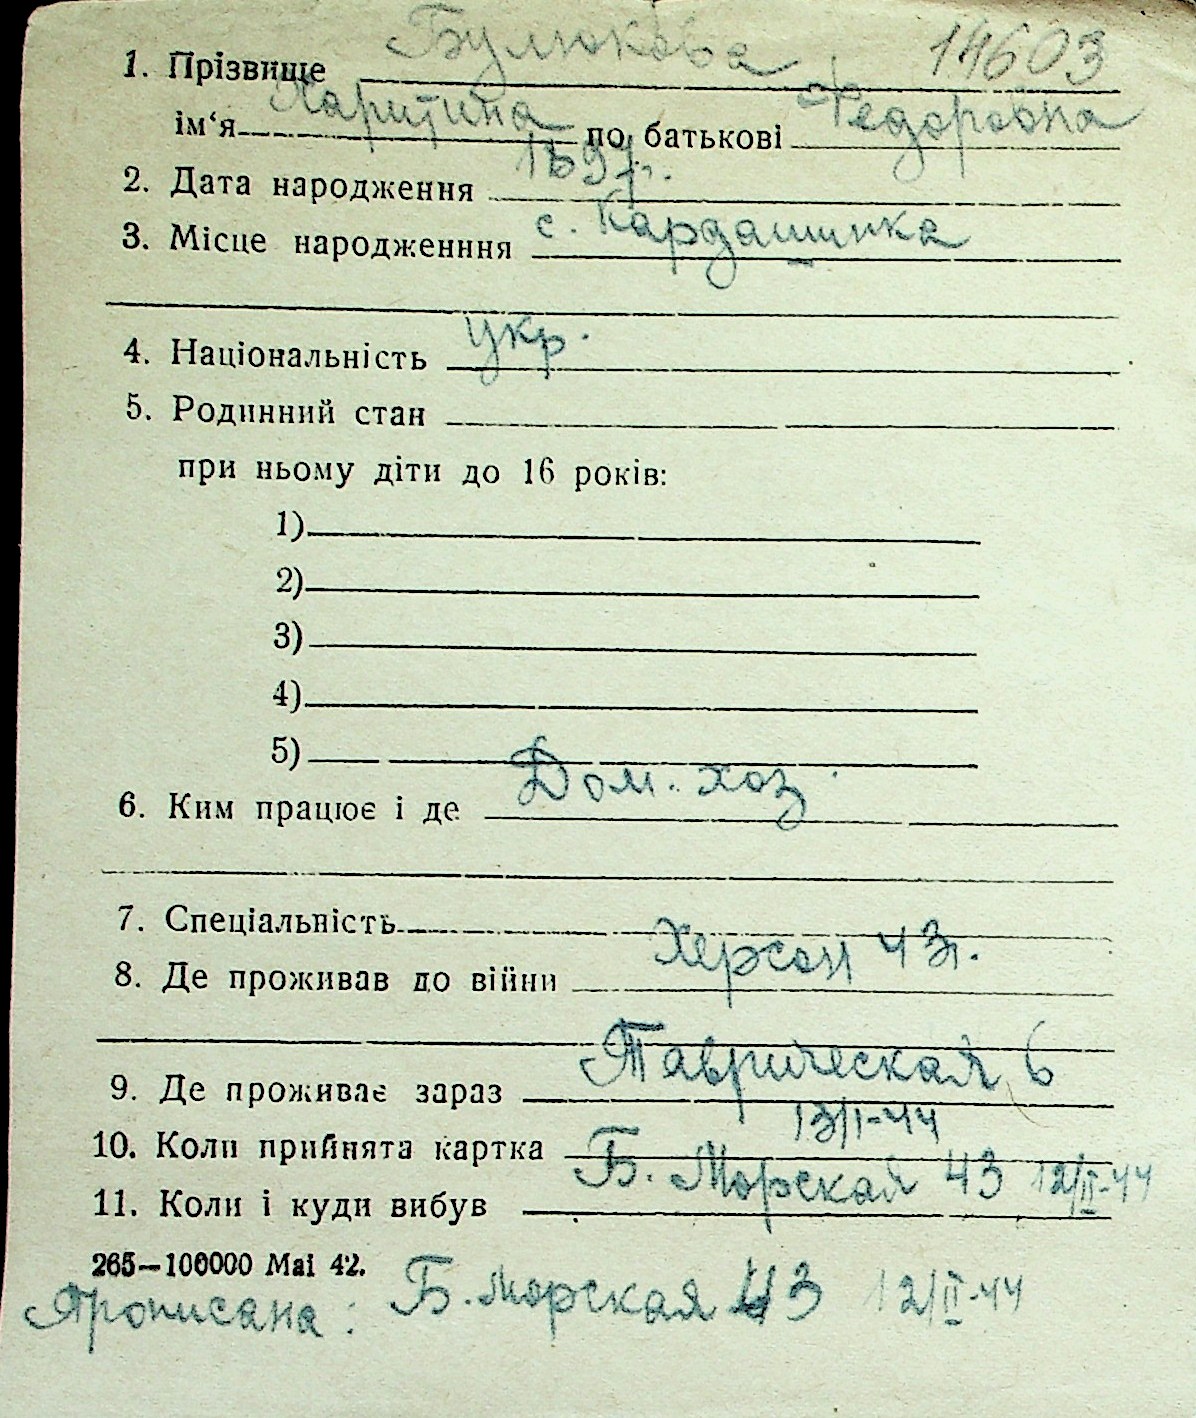 14603
1. Прізвище Булюкова
ім‘я Харитина по батькові Федоровна
2. Дата народження 1897г.
3. Місце народженння с. Кардашинка
4. Національність укр.
5. Родинний стан
при ньому діти до 16 років:
1)
2)
3)
4)
5)
6. Ким працює і де Дом. хоз.
7. Спеціальність
8. Де проживав до війни Херсон 43г.
9. Де проживає зараз Таврическая 6
10. Коли прийнята картка 13/I-44
11. Коли і куди вибув Б. Морская 43 12/II-44
265—100000 Mai 42.
Прописана: Б. Морская 43 12/II-44